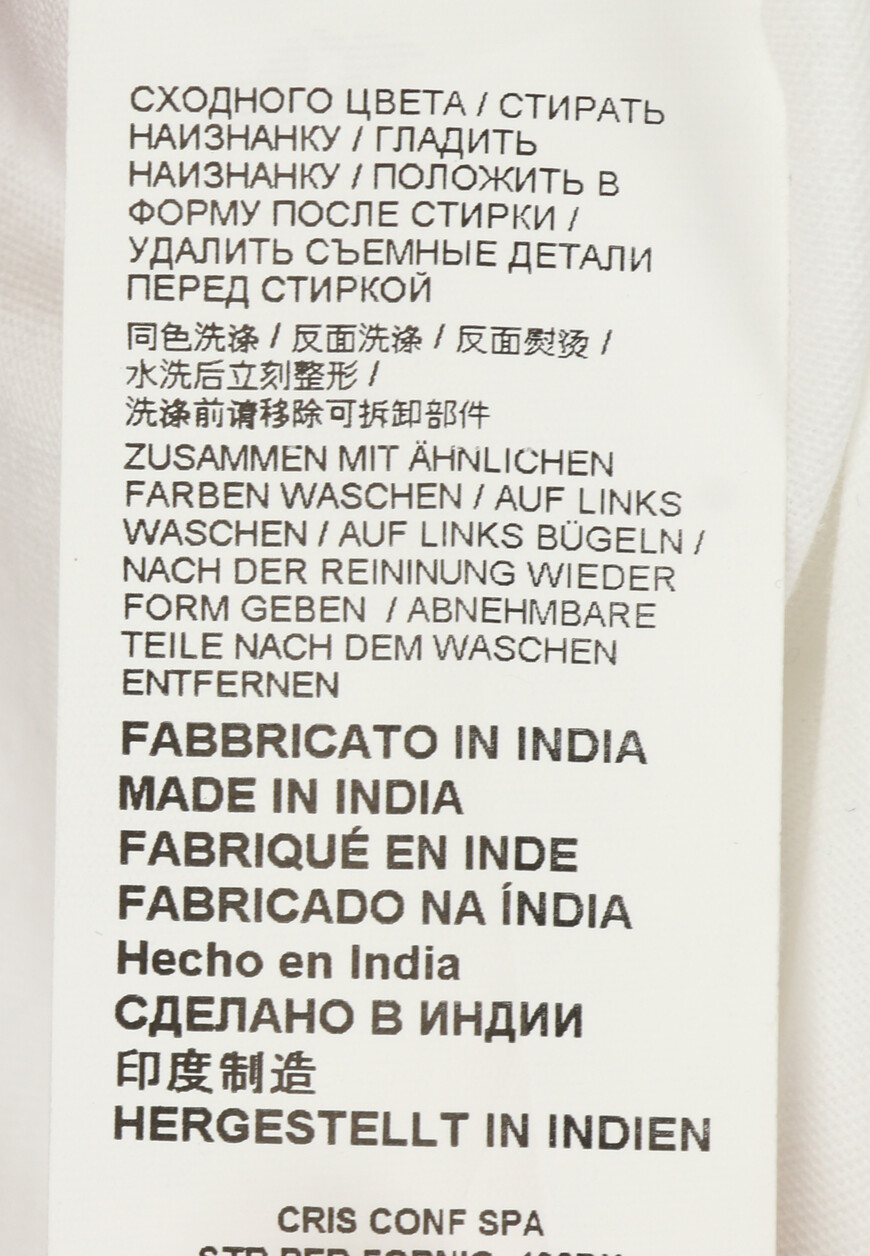 СХОДНОГО ЦВЕТА / СТИРАТЬ
НАИЗНАНКУ / ГЛАДИТЬ
НАИЗНАНКУ / ПОЛОЖИТЬ В
ФОРМУ ПОСЛЕ СТИРКИ /
УДАЛИТЬ СЪЕМНЫЕ ДЕТАЛИ
ПЕРЕД СТИРКОЙ
同色洗涤 / 反面洗涤 / 反面熨烫 /
水洗后立刻整形 /
洗涤前请移除可拆卸部件
ZUSAMMEN MIT ÄHNLICHEN
FARBEN WASCHEN / AUF LINKS
WASCHEN / AUF LINKS BÜGELN /
NACH DER REININUNG WIEDER
FORM GEBEN / ABNEHMBARE
TEILE NACH DEM WASCHEN
ENTFERNEN
FABBRICATO IN INDIA
MADE IN INDIA
FABRIQUÉ EN INDE
FABRICADO NA ÍNDIA
Hecho en India
СДЕЛАНО В ИНДИИ
印度制造
HERGESTELLT IN INDIEN
CRIS CONF SPA